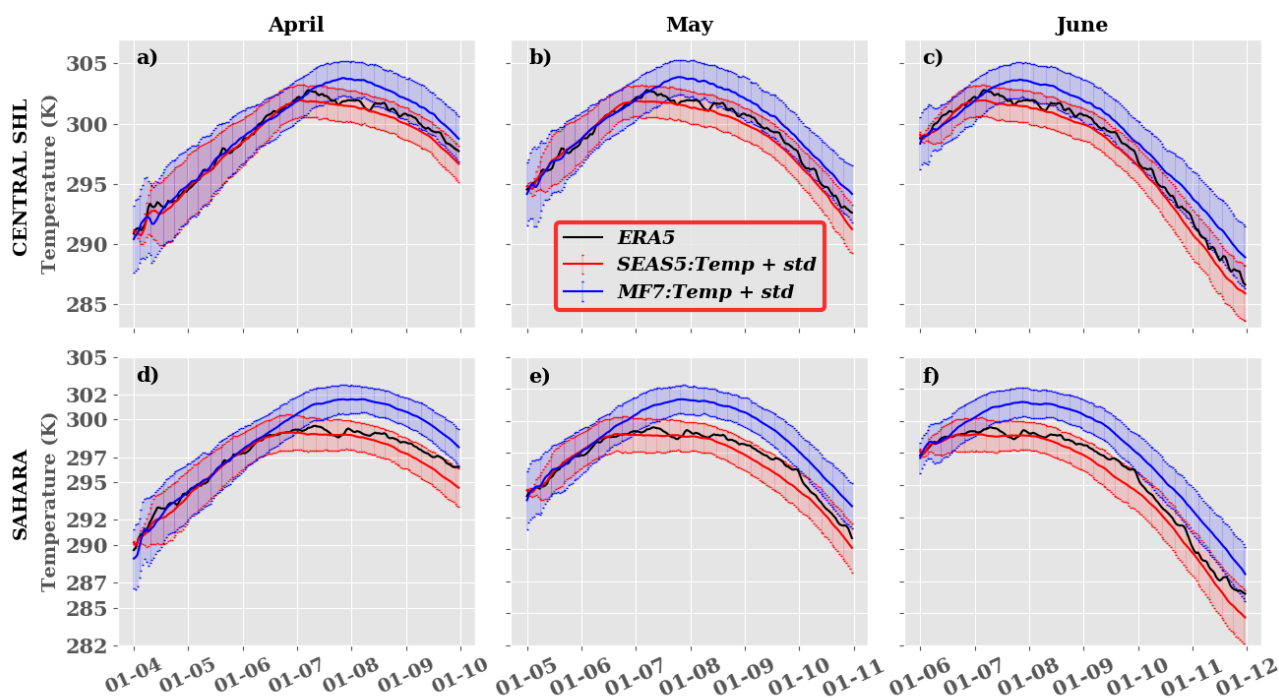 April
May
June
CENTRAL SHL
Temperature (K)
305
300
295
290
285
a)
b)
c)
ERA5
SEAS5:Temp + std
MF7:Temp + std
SAHARA
Temperature (K)
305
302
300
297
295
292
290
287
285
282
d)
e)
f)
01-04
01-05
01-06
01-07
01-08
01-09
01-10
01-05
01-06
01-07
01-08
01-09
01-10
01-11
01-06
01-07
01-08
01-09
01-10
01-11
01-12